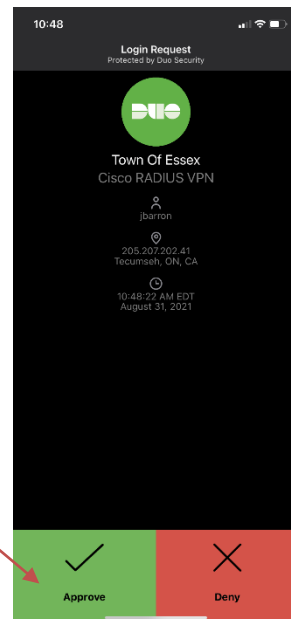 10:48
Login Request
Protected by Duo Security
DUO
Town Of Essex
Cisco RADIUS VPN
jbarron
205.207.202.41
Tecumseh, ON, CA
10:48:22 AM EDT
August 31, 2021
Approve
Deny